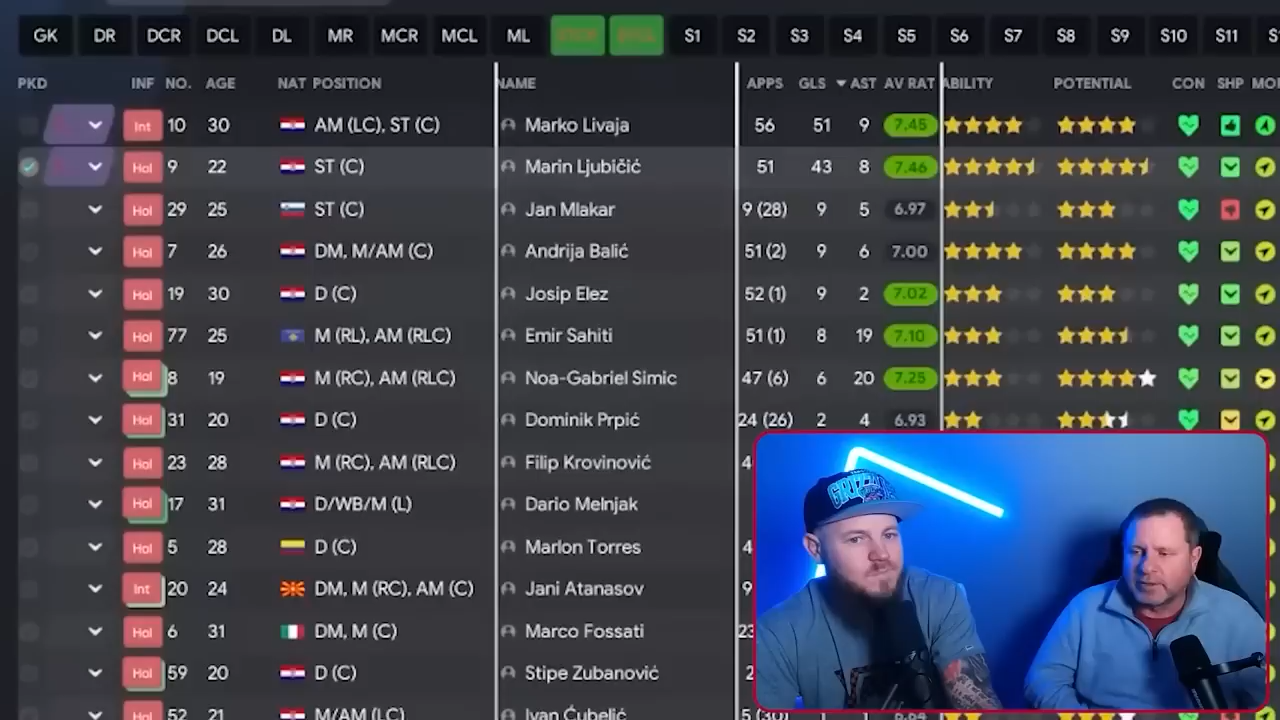 GK DR DCR DCL DL MR MCR MCL ML S1 S2 S3 S4 S5 S6 S7 S8 S9 S10 S11
PKD INF NO. AGE NAT POSITION NAME APPS GLS AST AV RAT ABILITY POTENTIAL CON SHP
Int 10 30 AM (LC), ST (C) Marko Livaja 56 51 9 7.45
Hol 9 22 ST (C) Marin Ljubičić 51 43 8 7.46
Hol 29 25 ST (C) Jan Mlakar 9 (28) 9 5 6.97
Hol 7 26 DM, M/AM (C) Andrija Balić 51 (2) 9 6 7.00
Hol 19 30 D (C) Josip Elez 52 (1) 9 2 7.02
Hol 77 25 M (RL), AM (RLC) Emir Sahiti 51 (1) 8 19 7.10
Hol 8 19 M (RC), AM (RLC) Noa-Gabriel Simic 47 (6) 6 20 7.25
Hol 31 20 D (C) Dominik Prpić 24 (26) 2 4 6.93
Hol 23 28 M (RC), AM (RLC) Filip Krovinović
Hol 17 31 D/WB/M (L) Dario Melnjak
Hol 5 28 D (C) Marlon Torres
Int 20 24 DM, M (RC), AM (C) Jani Atanasov
Hol 6 31 DM, M (C) Marco Fossati
Hol 59 20 D (C) Stipe Zubanović
Hol 52 21 M/AM (LC) Ivan Ćubelić
GRIZZ